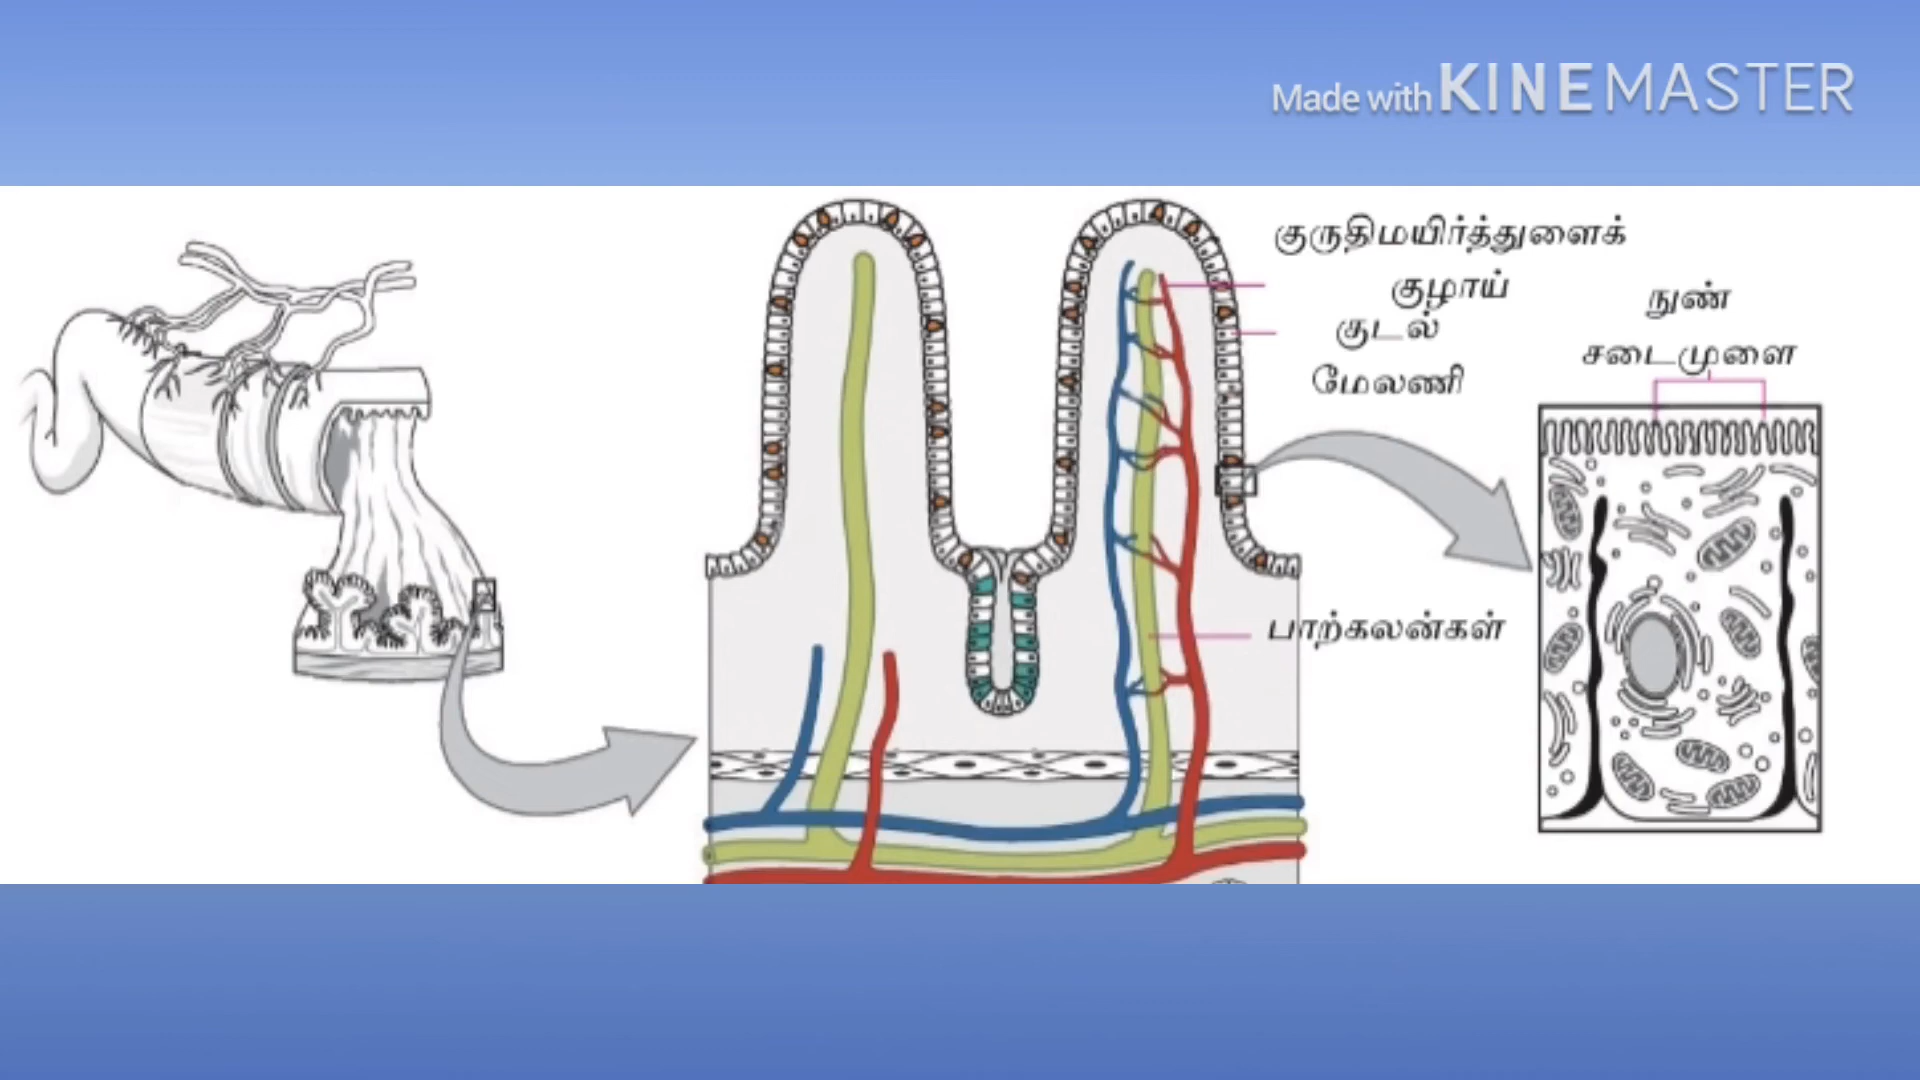 Made with KINEMASTER
குருதிமயிர்த்துளைக்
குழாய்
குடல்
மேலணி
நுண்
சடைமுளை
பாற்கலன்கள்